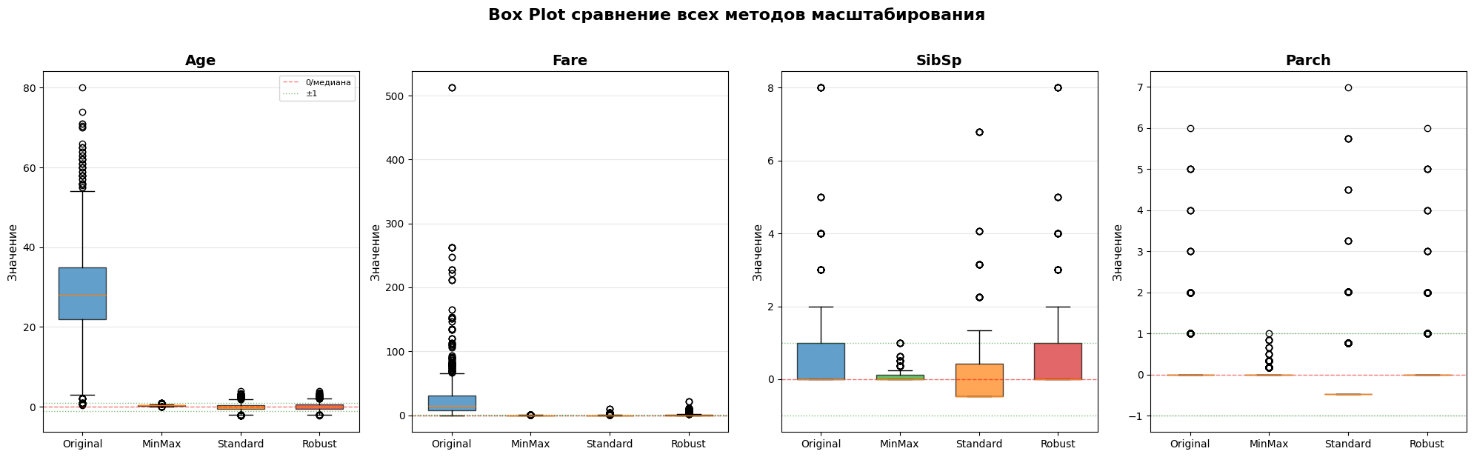 Box Plot сравнение всех методов масштабирования
Age
Значение
80
60
40
20
0
0/медиана
±1
Original MinMax Standard Robust
Fare
Значение
500
400
300
200
100
0
Original MinMax Standard Robust
SibSp
Значение
8
6
4
2
0
Original MinMax Standard Robust
Parch
Значение
7
6
5
4
3
2
1
0
−1
Original MinMax Standard Robust